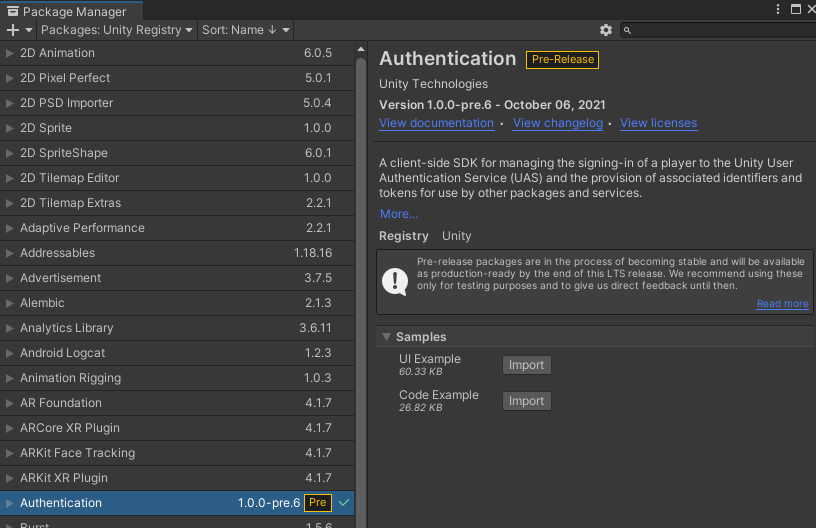 Package Manager
Packages: Unity Registry
Sort: Name ↓
2D Animation 6.0.5
2D Pixel Perfect 5.0.1
2D PSD Importer 5.0.4
2D Sprite 1.0.0
2D SpriteShape 6.0.1
2D Tilemap Editor 1.0.0
2D Tilemap Extras 2.2.1
Adaptive Performance 2.2.1
Addressables 1.18.16
Advertisement 3.7.5
Alembic 2.1.3
Analytics Library 3.6.11
Android Logcat 1.2.3
Animation Rigging 1.0.3
AR Foundation 4.1.7
ARCore XR Plugin 4.1.7
ARKit Face Tracking 4.1.7
ARKit XR Plugin 4.1.7
Authentication 1.0.0-pre.6 Pre
Burst 1.5.6
Authentication Pre-Release
Unity Technologies
Version 1.0.0-pre.6 - October 06, 2021
View documentation • View changelog • View licenses
A client-side SDK for managing the signing-in of a player to the Unity User
Authentication Service (UAS) and the provision of associated identifiers and
tokens for use by other packages and services.
More...
Registry Unity
Pre-release packages are in the process of becoming stable and will be available
as production-ready by the end of this LTS release. We recommend using these
only for testing purposes and to give us direct feedback until then.
Read more
Samples
UI Example Import
60.33 KB
Code Example Import
26.82 KB